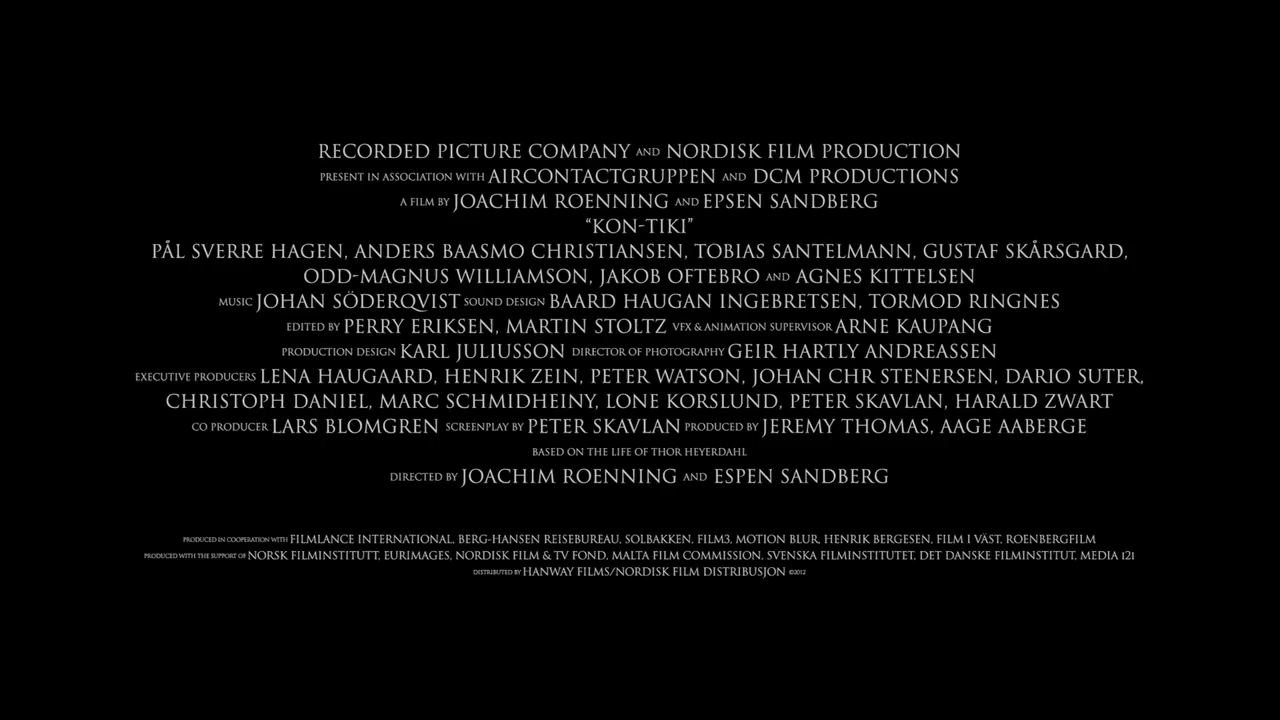 RECORDED PICTURE COMPANY AND NORDISK FILM PRODUCTION
PRESENT IN ASSOCIATION WITH AIRCONTACTGRUPPEN AND DCM PRODUCTIONS
A FILM BY JOACHIM ROENNING AND EPSEN SANDBERG
“KON-TIKI”
PÅL SVERRE HAGEN, ANDERS BAASMO CHRISTIANSEN, TOBIAS SANTELMANN, GUSTAF SKÅRSGARD,
ODD-MAGNUS WILLIAMSON, JAKOB OFTEBRO AND AGNES KITTELSEN
MUSIC JOHAN SÖDERQVIST SOUND DESIGN BAARD HAUGAN INGEBRETSEN, TORMOD RINGNES
EDITED BY PERRY ERIKSEN, MARTIN STOLTZ VFX & ANIMATION SUPERVISOR ARNE KAUPANG
PRODUCTION DESIGN KARL JULIUSSON DIRECTOR OF PHOTOGRAPHY GEIR HARTLY ANDREASSEN
EXECUTIVE PRODUCERS LENA HAUGAARD, HENRIK ZEIN, PETER WATSON, JOHAN CHR STENERSEN, DARIO SUTER,
CHRISTOPH DANIEL, MARC SCHMIDHEINY, LONE KORSLUND, PETER SKAVLAN, HARALD ZWART
CO PRODUCER LARS BLOMGREN SCREENPLAY BY PETER SKAVLAN PRODUCED BY JEREMY THOMAS, AAGE AABERGE
BASED ON THE LIFE OF THOR HEYERDAHL
DIRECTED BY JOACHIM ROENNING AND ESPEN SANDBERG
PRODUCED IN COOPERATION WITH FILMLANCE INTERNATIONAL, BERG-HANSEN REISEBUREAU, SOLBAKKEN, FILM3, MOTION BLUR, HENRIK BERGESEN, FILM I VÄST, ROENBERGFILM
PRODUCED WITH THE SUPPORT OF NORSK FILMINSTITUTT, EURIMAGES, NORDISK FILM & TV FOND, MALTA FILM COMMISSION, SVENSKA FILMINSTITUTET, DET DANSKE FILMINSTITUT, MEDIA 121
DISTRIBUTED BY HANWAY FILMS/NORDISK FILM DISTRIBUSJON ©2012